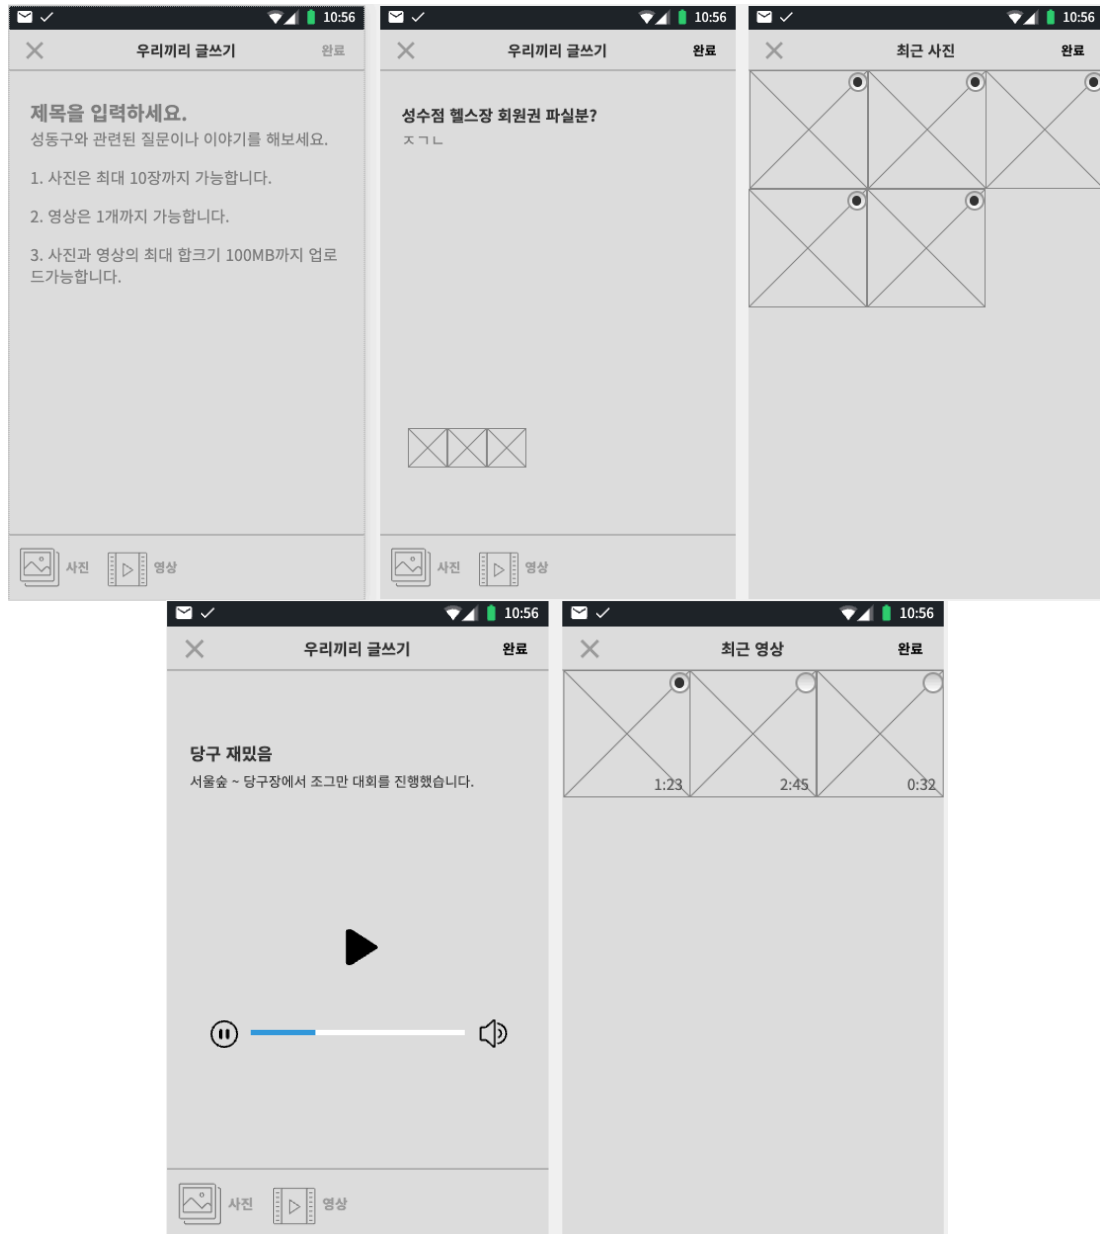 10:56
우리끼리 글쓰기 완료
제목을 입력하세요.
성동구와 관련된 질문이나 이야기를 해보세요.
1. 사진은 최대 10장까지 가능합니다.
2. 영상은 1개까지 가능합니다.
3. 사진과 영상의 최대 합크기 100MB까지 업로
드가능합니다.
사진 영상
10:56
우리끼리 글쓰기 완료
성수점 헬스장 회원권 파실분?
ㅈㄱㄴ
사진 영상
10:56
최근 사진 완료
10:56
우리끼리 글쓰기 완료
당구 재밌음
서울숲 ~ 당구장에서 조그만 대회를 진행했습니다.
사진 영상
10:56
최근 영상 완료
1:23 2:45 0:32